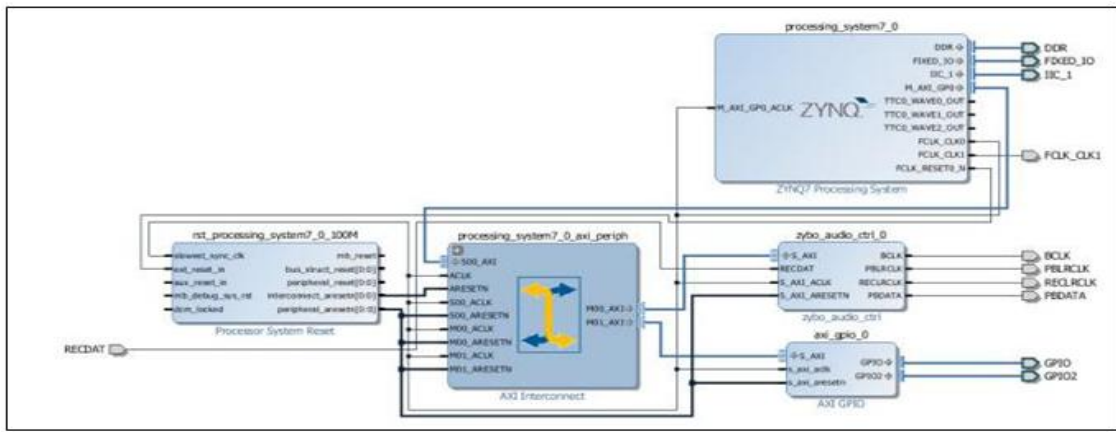 processing_system7_0
DDR
FIXED_IO
IIC_1
M_AXI_GP0
TTC0_WAVE0_OUT
TTC0_WAVE1_OUT
TTC0_WAVE2_OUT
FCLK_CLK0
FCLK_CLK1
FCLK_RESET0_N
M_AXI_GP0_ACLK
ZYNQ
ZYNQ7 Processing System
DDR
FIXED_IO
IIC_1
FCLK_CLK1
rst_processing_system7_0_100M
slowest_sync_clk
ext_reset_in
aux_reset_in
mb_debug_sys_rst
dcm_locked
mb_reset
bus_struct_reset[0:0]
peripheral_reset[0:0]
interconnect_aresetn[0:0]
peripheral_aresetn[0:0]
Processor System Reset
RECDAT
processing_system7_0_axi_periph
S00_AXI
ACLK
ARESETN
S00_ACLK
S00_ARESETN
M00_ACLK
M00_ARESETN
M01_ACLK
M01_ARESETN
M00_AXI
M01_AXI
AXI Interconnect
zybo_audio_ctrl_0
S_AXI
RECDAT
S_AXI_ACLK
S_AXI_ARESETN
BCLK
PBLRCLK
RECLRCLK
PBDATA
zybo_audio_ctrl
BCLK
PBLRCLK
RECLRCLK
PBDATA
axi_gpio_0
S_AXI
s_axi_aclk
s_axi_aresetn
GPIO
GPIO2
AXI GPIO
GPIO
GPIO2